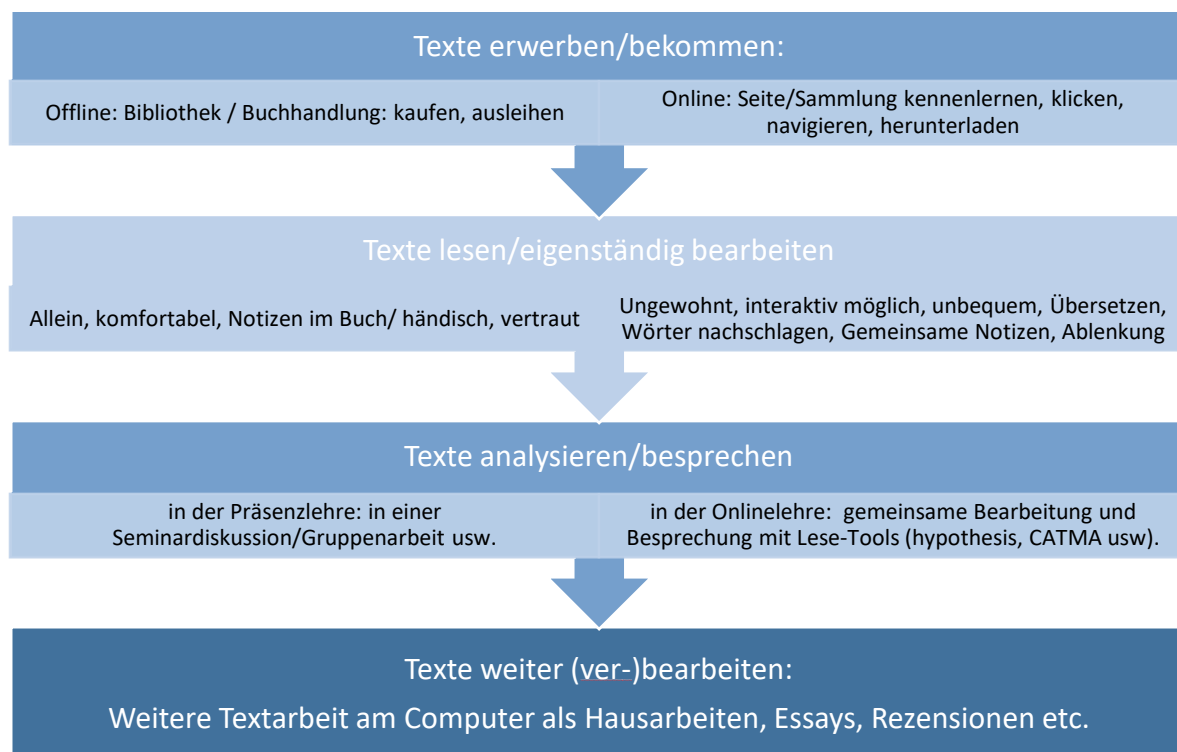 Texte erwerben/bekommen:
Offline: Bibliothek / Buchhandlung: kaufen, ausleihen
Online: Seite/Sammlung kennenlernen, klicken,
navigieren, herunterladen
Texte lesen/eigenständig bearbeiten
Allein, komfortabel, Notizen im Buch/ händisch, vertraut
Ungewohnt, interaktiv möglich, unbequem, Übersetzen,
Wörter nachschlagen, Gemeinsame Notizen, Ablenkung
Texte analysieren/besprechen
in der Präsenzlehre: in einer
Seminardiskussion/Gruppenarbeit usw.
in der Onlinelehre:  gemeinsame Bearbeitung und
Besprechung mit Lese-Tools (hypothesis, CATMA usw).
Texte weiter (ver-)bearbeiten:
Weitere Textarbeit am Computer als Hausarbeiten, Essays, Rezensionen etc.